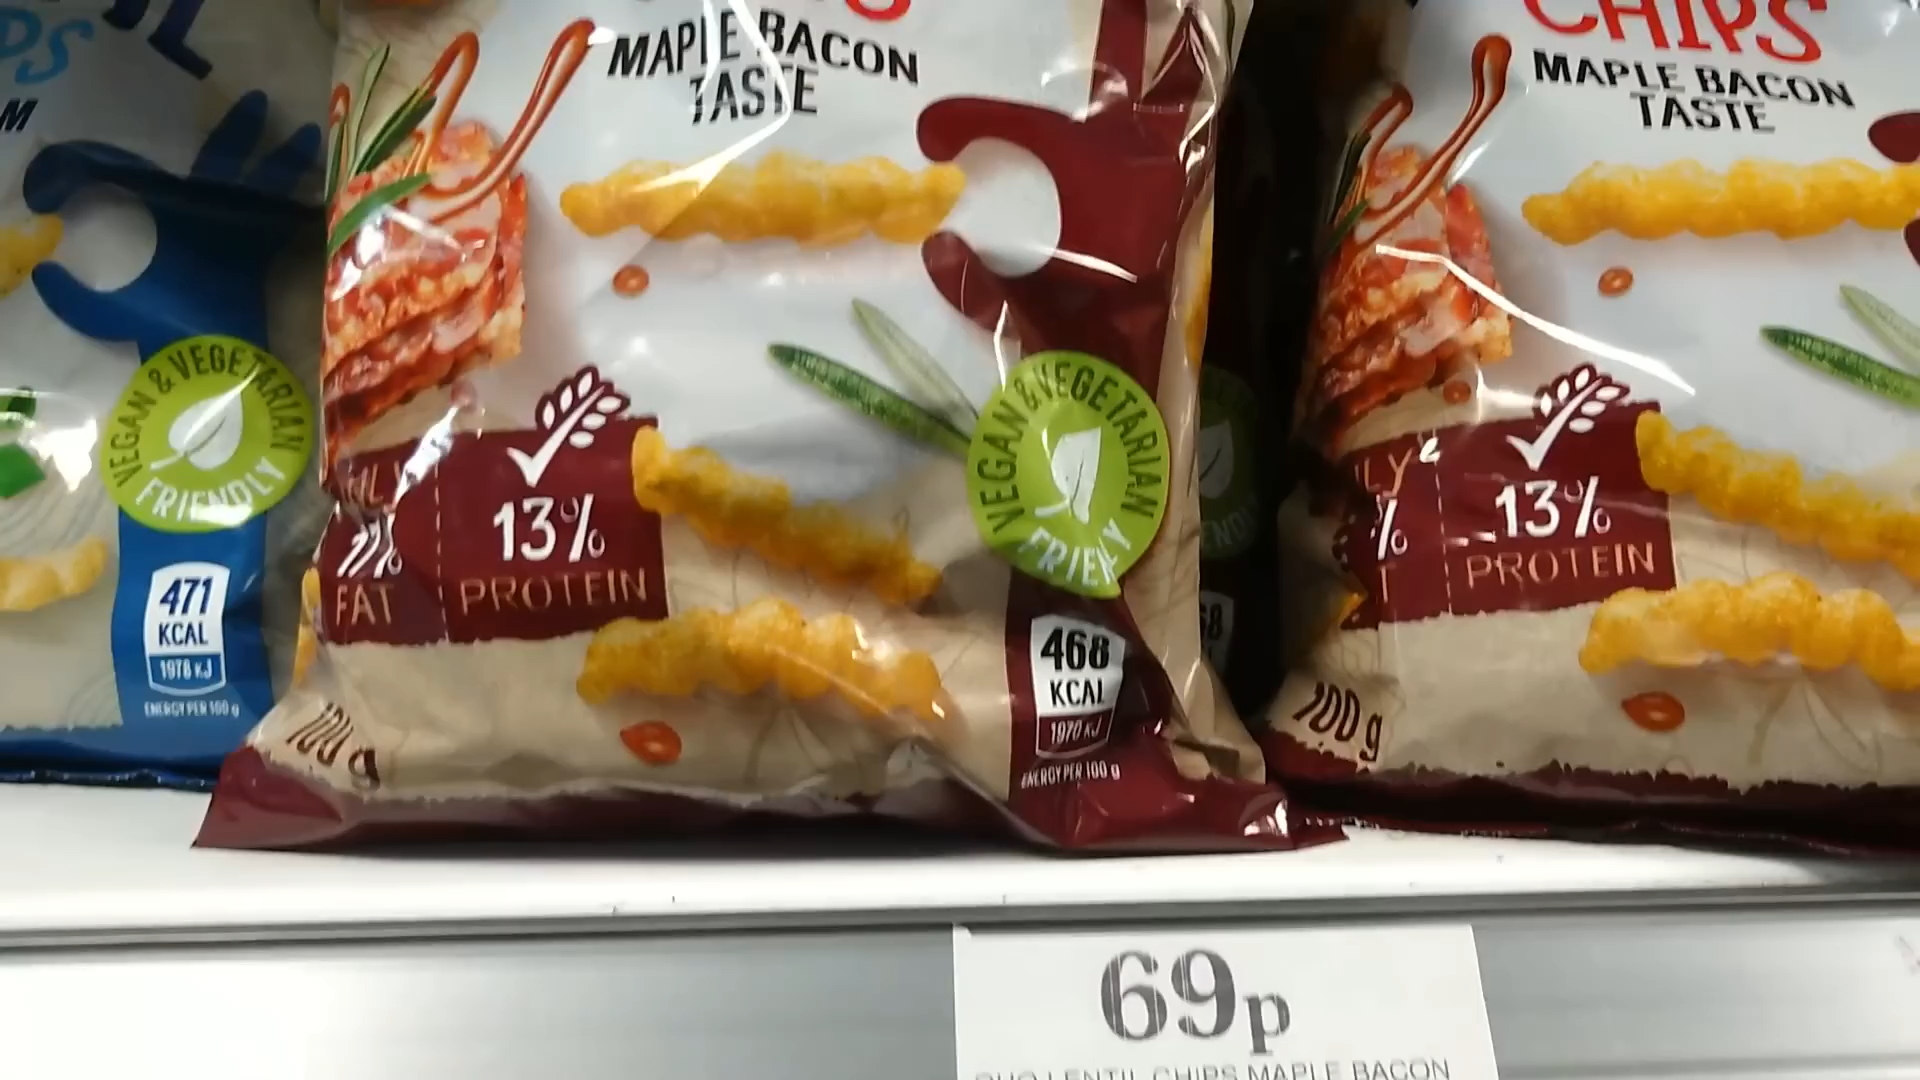 M
VEGAN & VEGETARIAN
FRIENDLY
471
KCAL
1978 KJ
ENERGY PER 100 g
MAPLE BACON
TASTE
FAT
13%
PROTEIN
VEGAN & VEGETARIAN
100 g
468
KCAL
1970 KJ
ENERGY PER 100 g
CHIPS
MAPLE BACON
TASTE
13%
PROTEIN
100 g
69p
LENTIL CHIPS MAPLE BACON